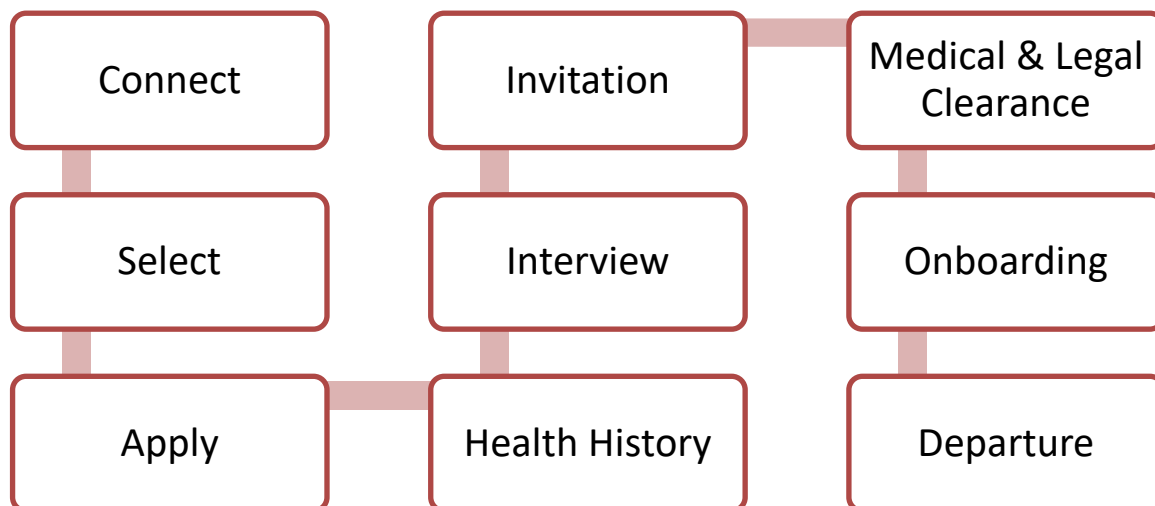 Connect
Select
Apply
Health History
Interview
Invitation
Medical & Legal
Clearance
Onboarding
Departure